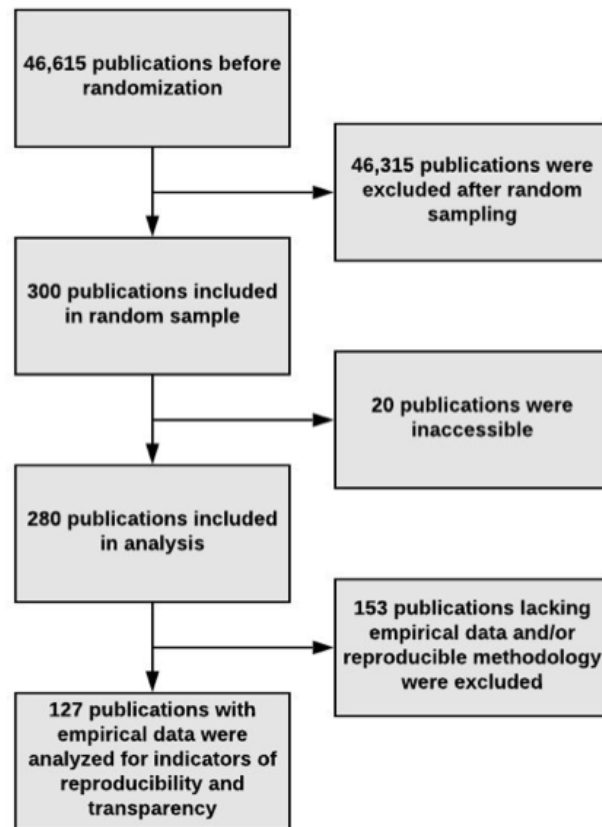 46,615 publications before
randomization
46,315 publications were
excluded after random
sampling
300 publications included
in random sample
20 publications were
inaccessible
280 publications included
in analysis
153 publications lacking
empirical data and/or
reproducible methodology
were excluded
127 publications with
empirical data were
analyzed for indicators of
reproducibility and
transparency